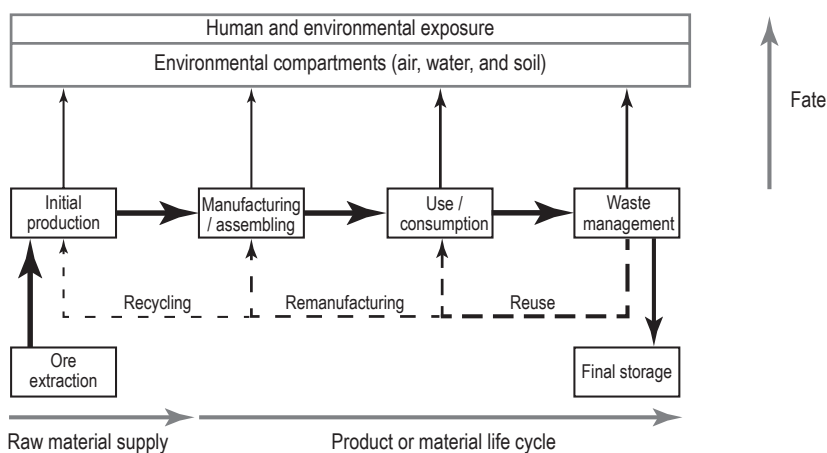 Human and environmental exposure
Environmental compartments (air, water, and soil)
Fate
Initial
production
Manufacturing
/ assembling
Use /
consumption
Waste
management
Recycling
Remanufacturing
Reuse
Ore
extraction
Final storage
Raw material supply
Product or material life cycle